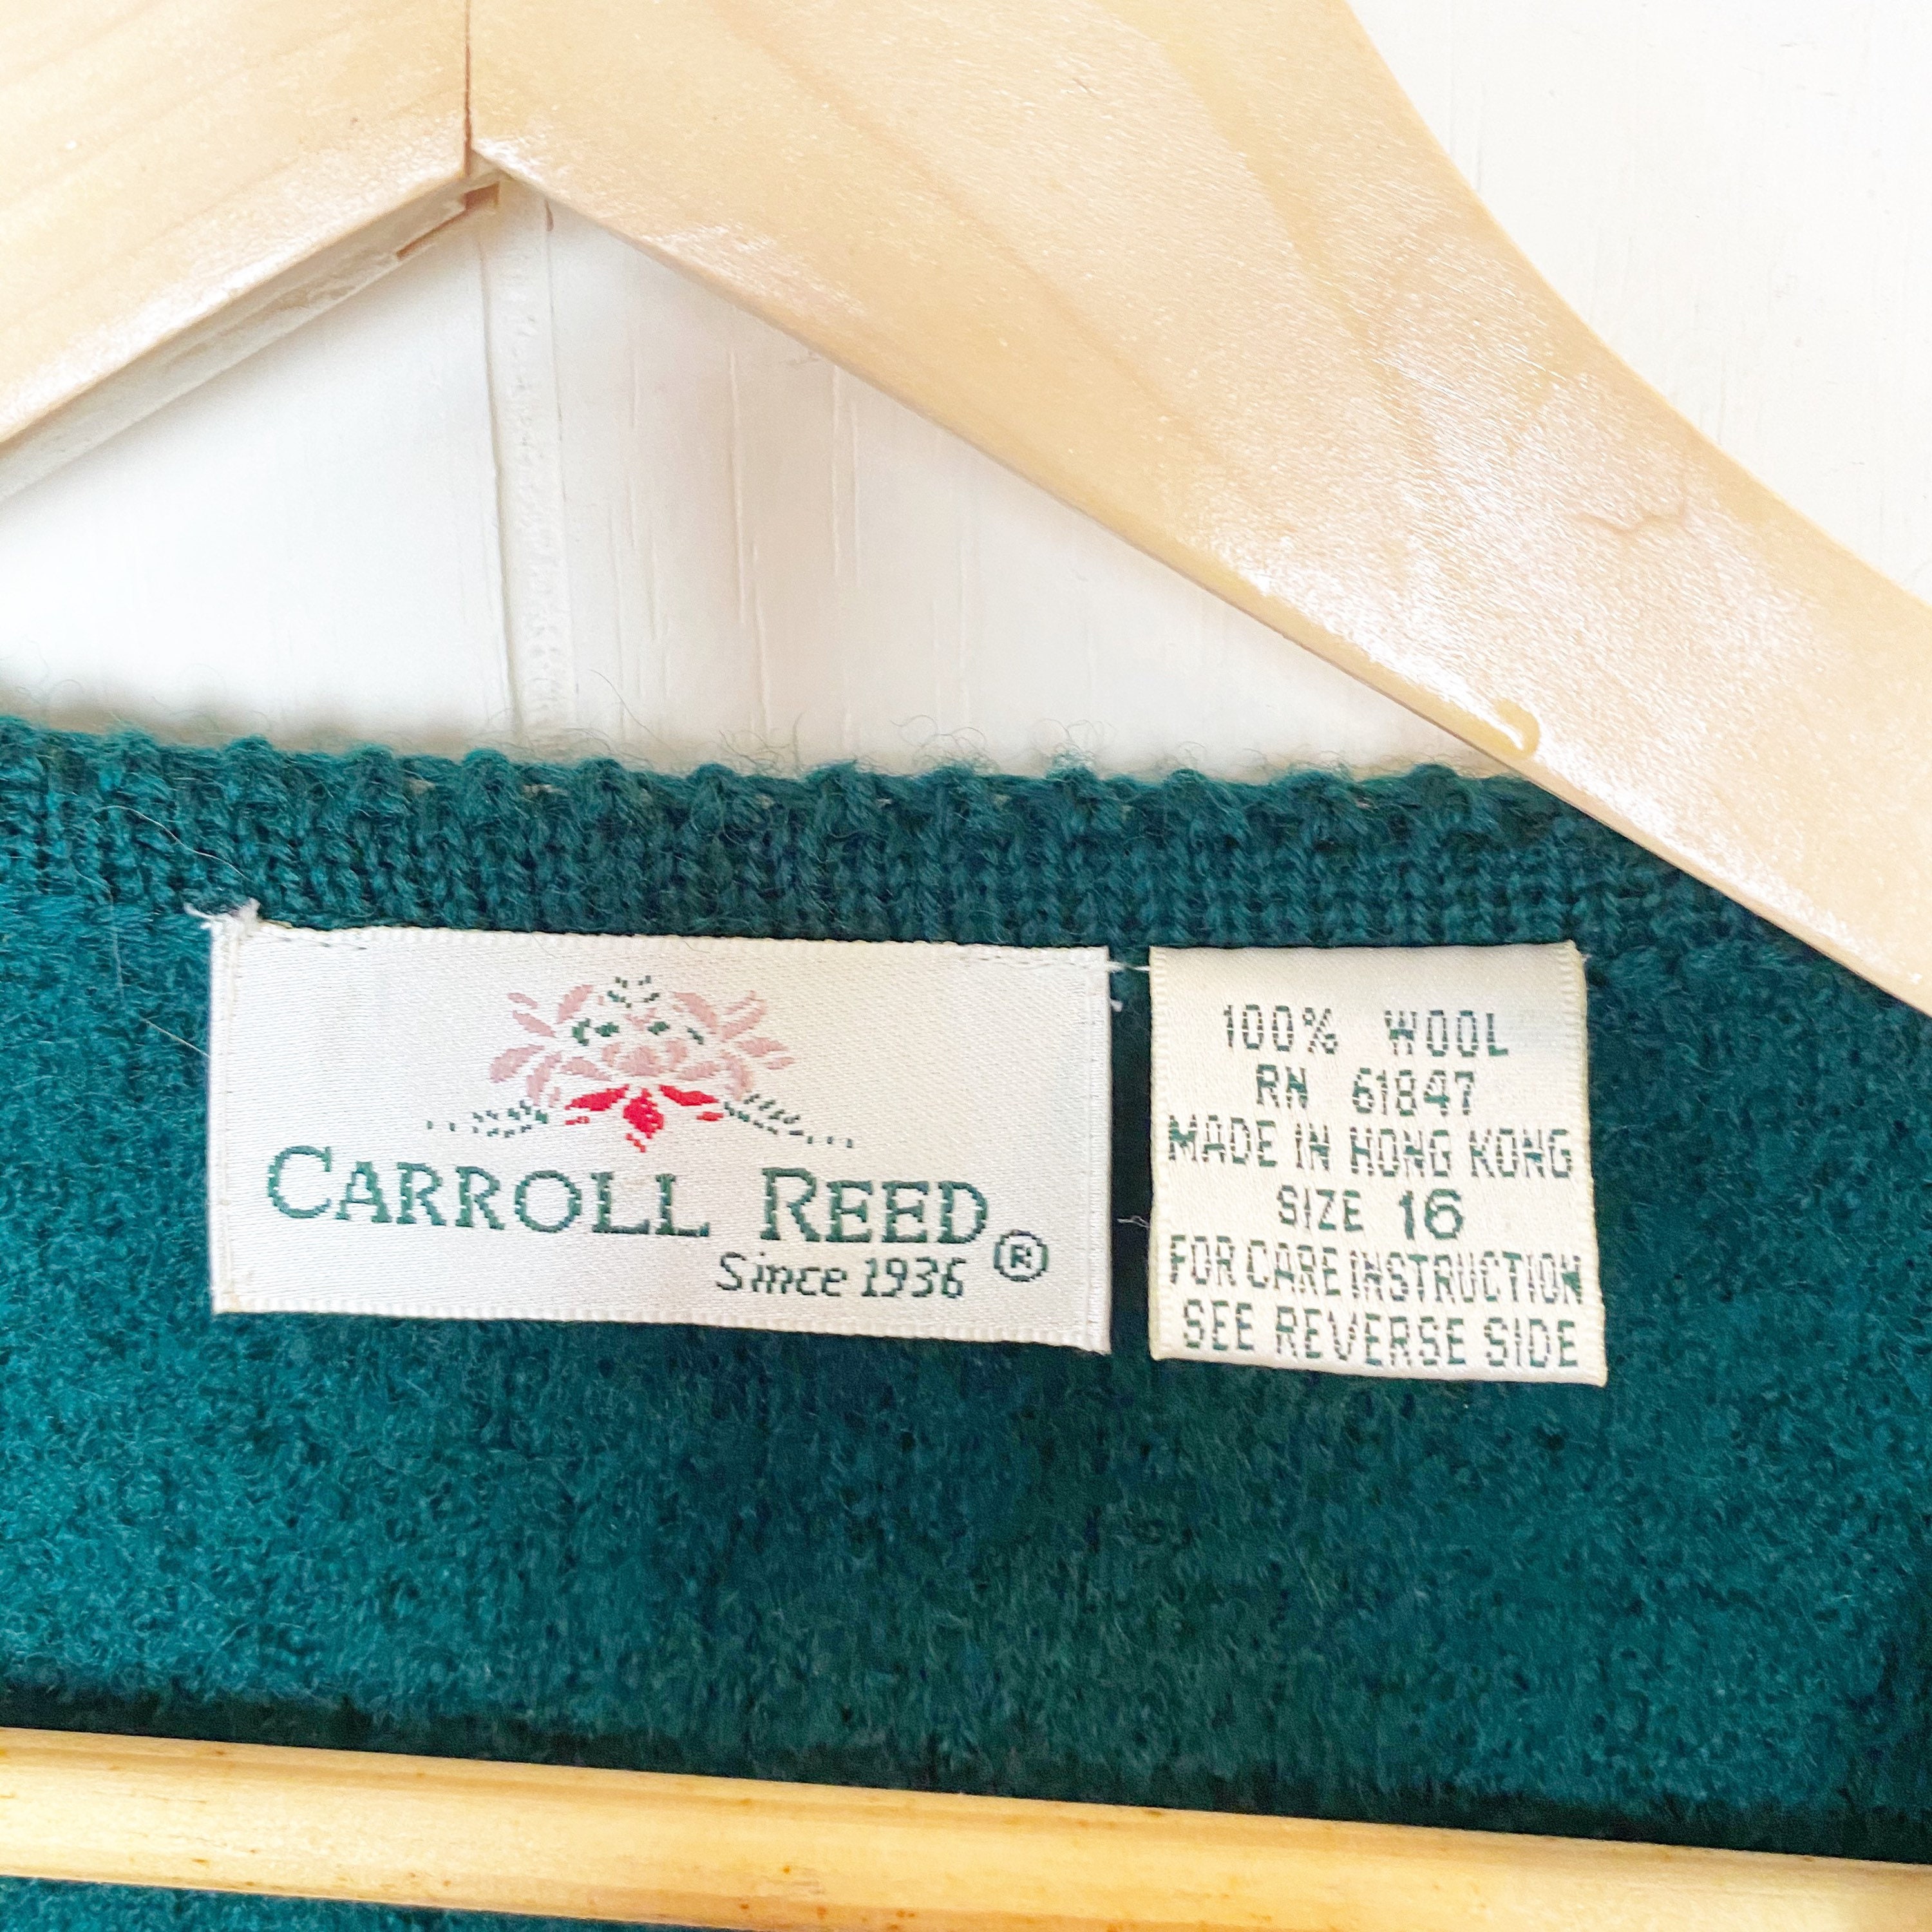 CARROLL REED®
Since 1936
100% WOOL
RN 61847
MADE IN HONG KONG
SIZE 16
FOR CARE INSTRUCTION
SEE REVERSE SIDE